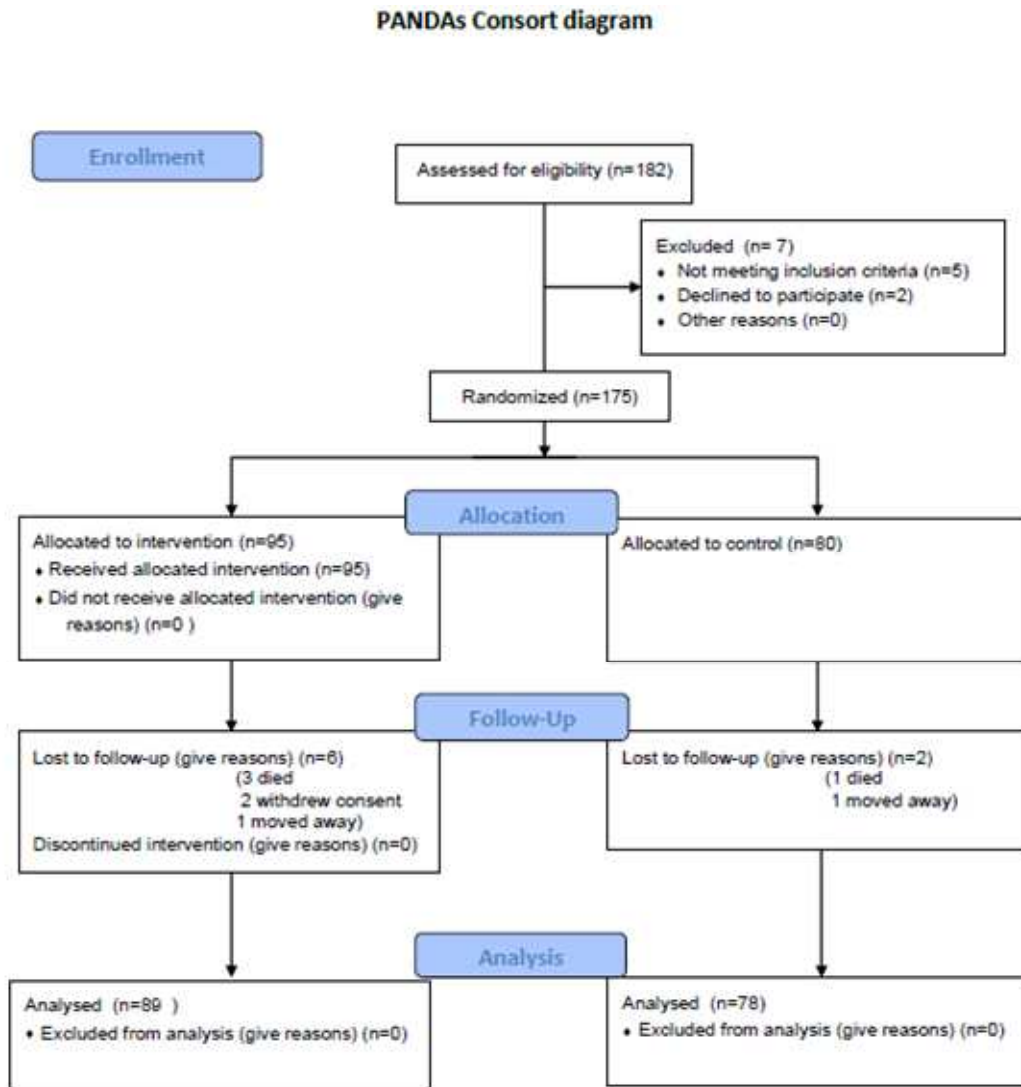 PANDAs Consort diagram
Enrollment
Assessed for eligibility (n=182)
Excluded (n= 7)
♦ Not meeting inclusion criteria (n=5)
♦ Declined to participate (n=2)
♦ Other reasons (n=0)
Randomized (n=175)
Allocation
Allocated to intervention (n=95)
♦ Received allocated intervention (n=95)
♦ Did not receive allocated intervention (give
reasons) (n=0 )
Allocated to control (n=80)
Follow-Up
Lost to follow-up (give reasons) (n=6)
(3 died
2 withdrew consent
1 moved away)
Discontinued intervention (give reasons) (n=0)
Lost to follow-up (give reasons) (n=2)
(1 died
1 moved away)
Analysis
Analysed (n=89 )
♦ Excluded from analysis (give reasons) (n=0)
Analysed (n=78)
♦ Excluded from analysis (give reasons) (n=0)